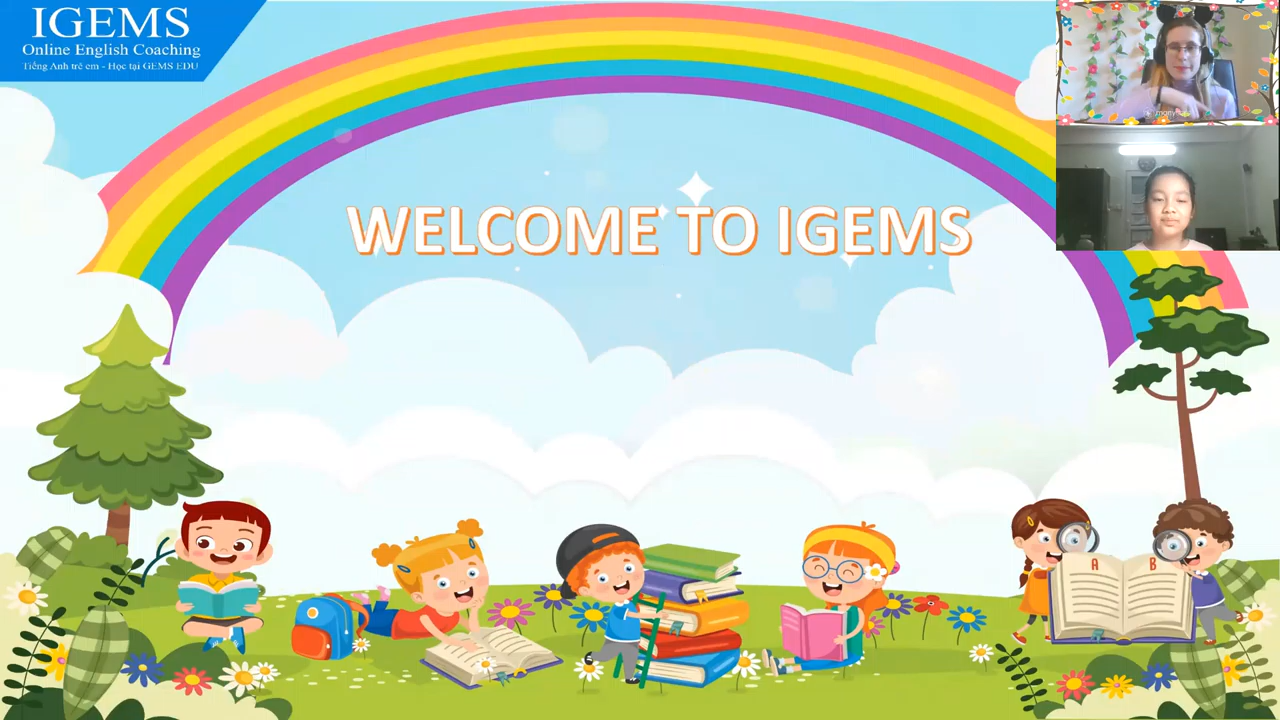 IGEMS
Online English Coaching
Tiếng Anh trẻ em - Học tại GEMS EDU
WELCOME TO IGEMS
A B